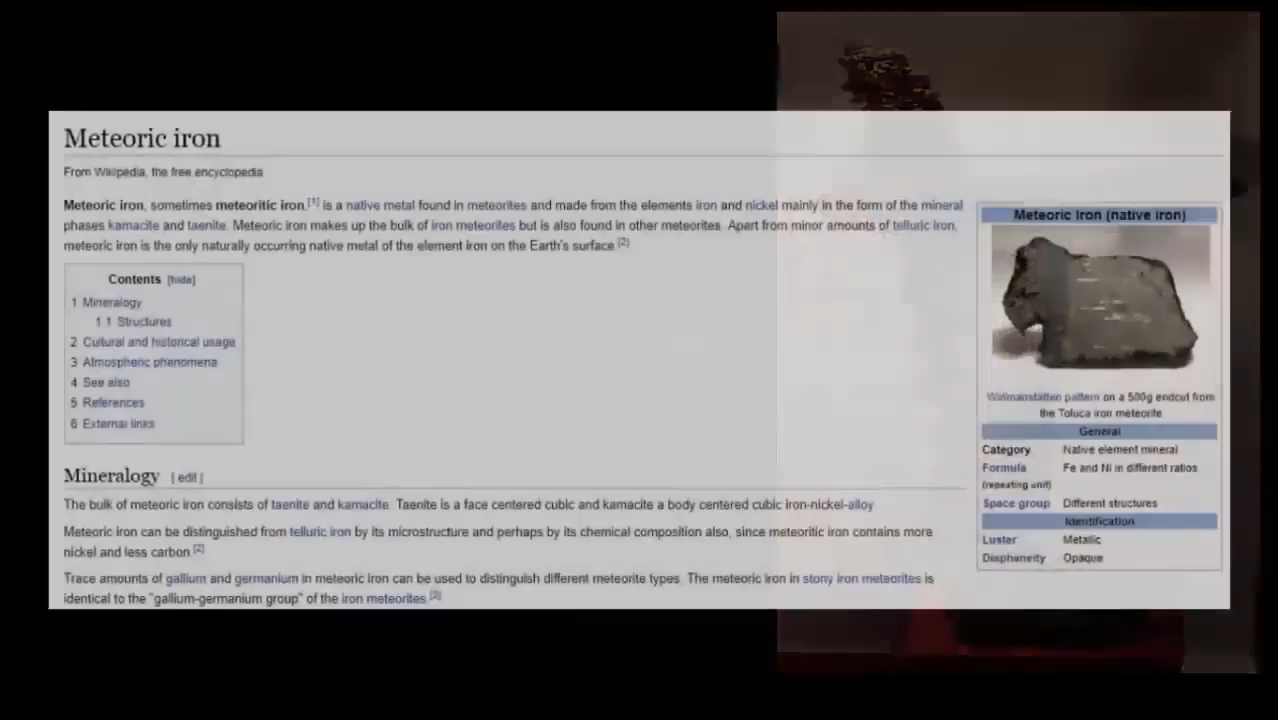 Meteoric iron
From Wikipedia, the free encyclopedia
Meteoric iron, sometimes meteoritic iron,[1] is a native metal found in meteorites and made from the elements iron and nickel mainly in the form of the mineral
phases kamacite and taenite. Meteoric iron makes up the bulk of iron meteorites but is also found in other meteorites. Apart from minor amounts of telluric iron,
meteoric iron is the only naturally occurring native metal of the element iron on the Earth's surface.[2]
Contents [hide]
1 Mineralogy
1.1 Structures
2 Cultural and historical usage
3 Atmospheric phenomena
4 See also
5 References
6 External links
Mineralogy [edit]
The bulk of meteoric iron consists of taenite and kamacite. Taenite is a face centered cubic and kamacite a body centered cubic iron-nickel-alloy.
Meteoric iron can be distinguished from telluric iron by its microstructure and perhaps by its chemical composition also, since meteoritic iron contains more
nickel and less carbon.[2]
Trace amounts of gallium and germanium in meteoric iron can be used to distinguish different meteorite types. The meteoric iron in stony iron meteorites is
identical to the "gallium-germanium group" of the iron meteorites.[3]
Meteoric Iron (native iron)
Widmanstätten pattern on a 500g endcut from
the Toluca iron meteorite
General
Category Native element mineral
Formula Fe and Ni in different ratios
(repeating unit)
Space group Different structures
Identification
Luster Metallic
Diaphaneity Opaque